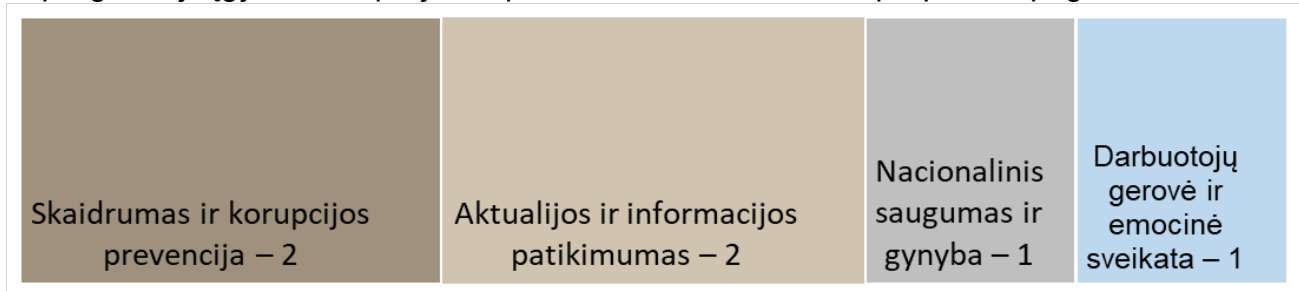 Skaidrumas ir korupcijos
prevencija – 2
Aktualijos ir informacijos
patikimumas – 2
Nacionalinis
saugumas ir
gynyba – 1
Darbuotojų
gerovė ir
emocinė
sveikata – 1